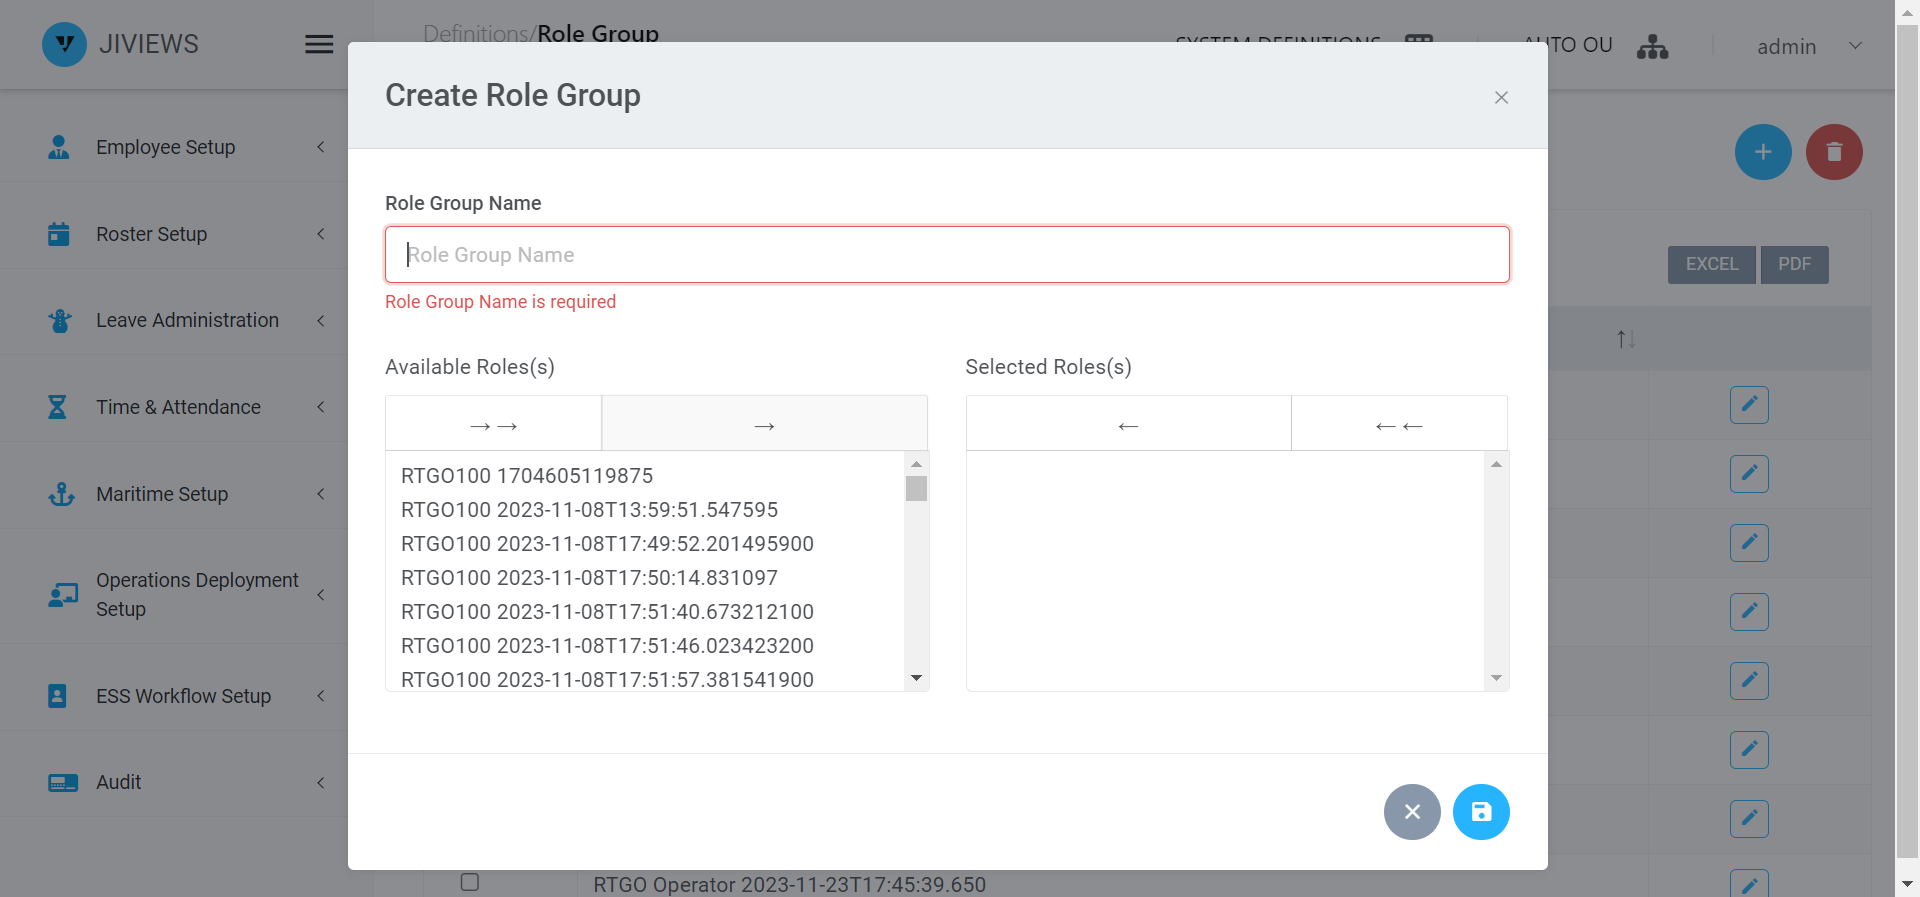 JIVIEWS
Definitions/Role Group
SYSTEM DEFINITIONS
AUTO OU
admin
Employee Setup
Roster Setup
Leave Administration
Time & Attendance
Maritime Setup
Operations Deployment
Setup
ESS Workflow Setup
Audit
Create Role Group
×
Role Group Name
Role Group Name
Role Group Name is required
Available Roles(s)
Selected Roles(s)
→→
→
←
←←
RTGO100 1704605119875
RTGO100 2023-11-08T13:59:51.547595
RTGO100 2023-11-08T17:49:52.201495900
RTGO100 2023-11-08T17:50:14.831097
RTGO100 2023-11-08T17:51:40.673212100
RTGO100 2023-11-08T17:51:46.023423200
RTGO100 2023-11-08T17:51:57.381541900
EXCEL
PDF
↑↓
RTGO Operator 2023-11-23T17:45:39.650